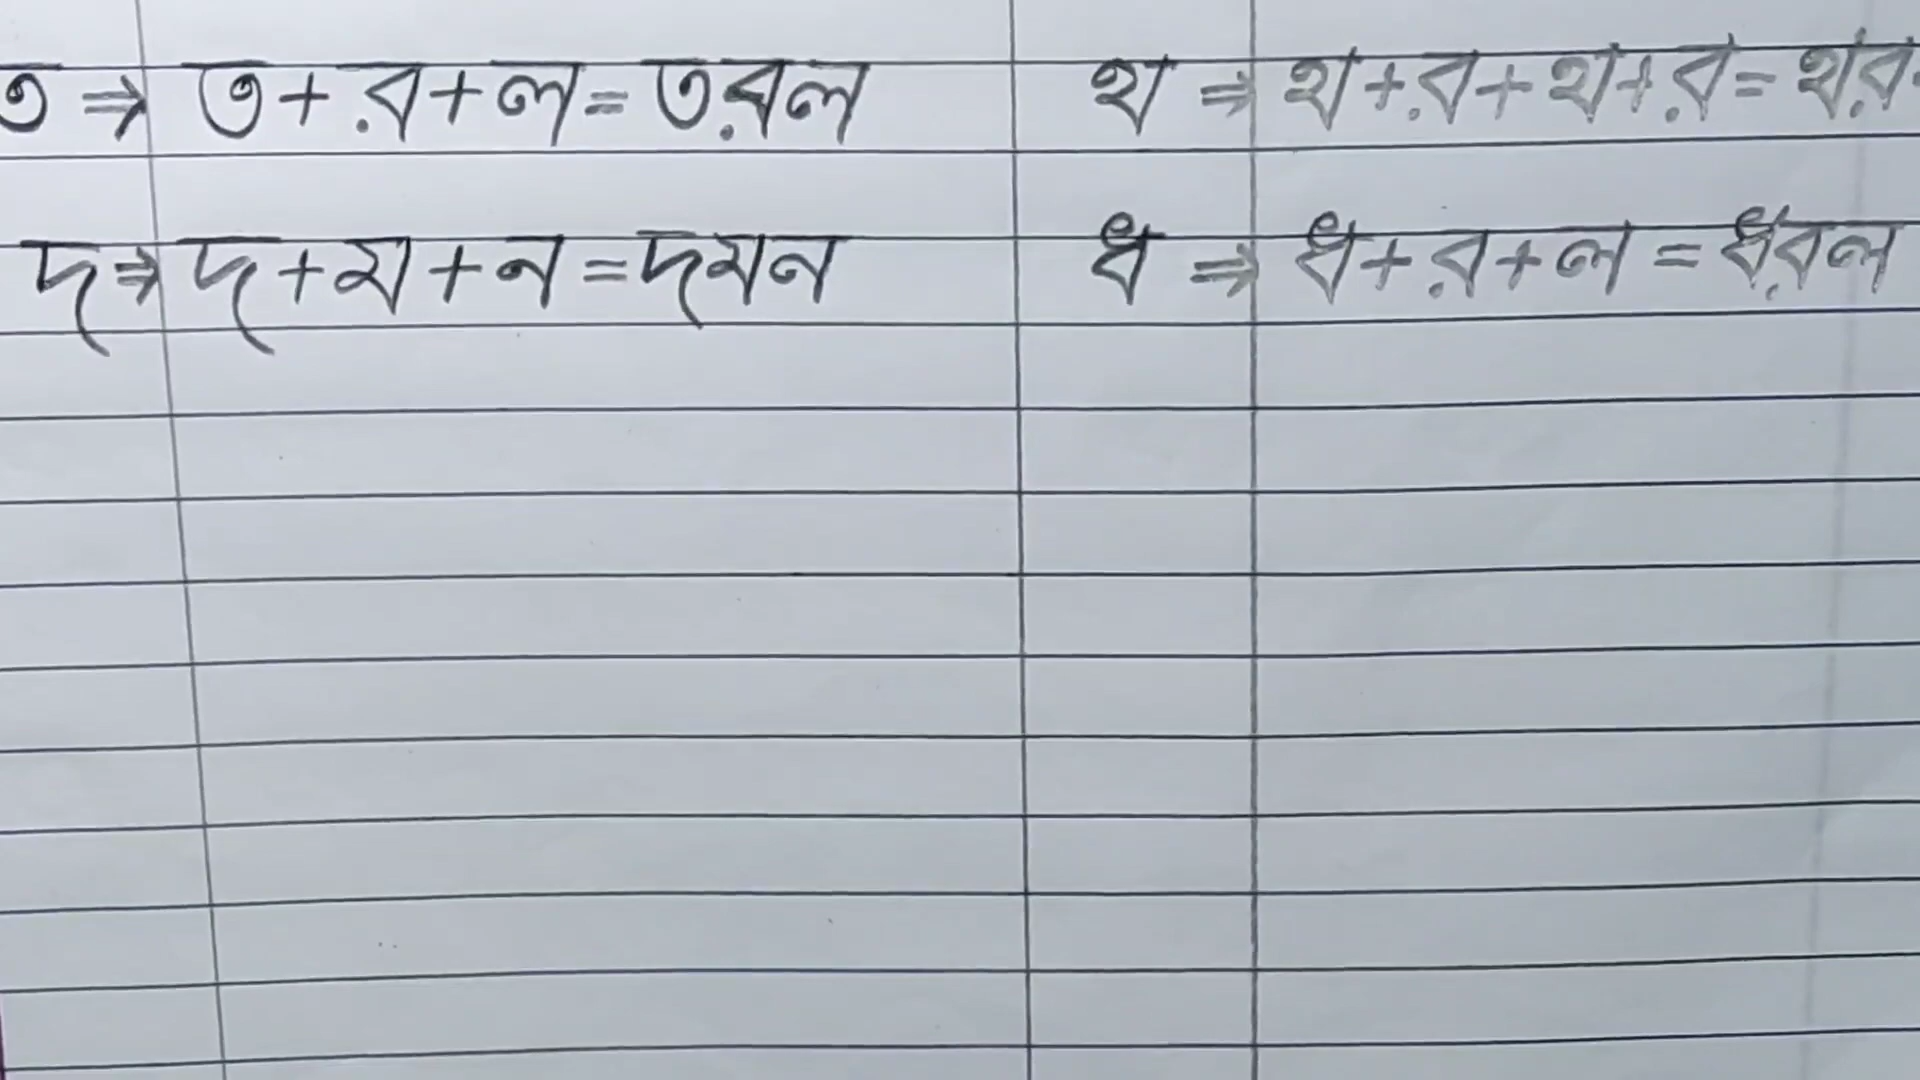 ত ⇒ ত + র + ল = তরল থ ⇒ থ + র + থ + র = থর
দ ⇒ দ + ম + ন = দমন ধ ⇒ ধ + র + ল = ধরল